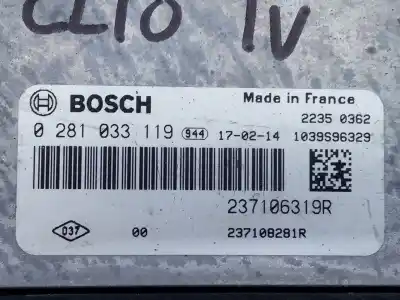 CLIO IV
BOSCH
Made in France
2235 0362
0 281 033 119 944 17-02-14 1039S96329
237106319R
037 00 237108281R